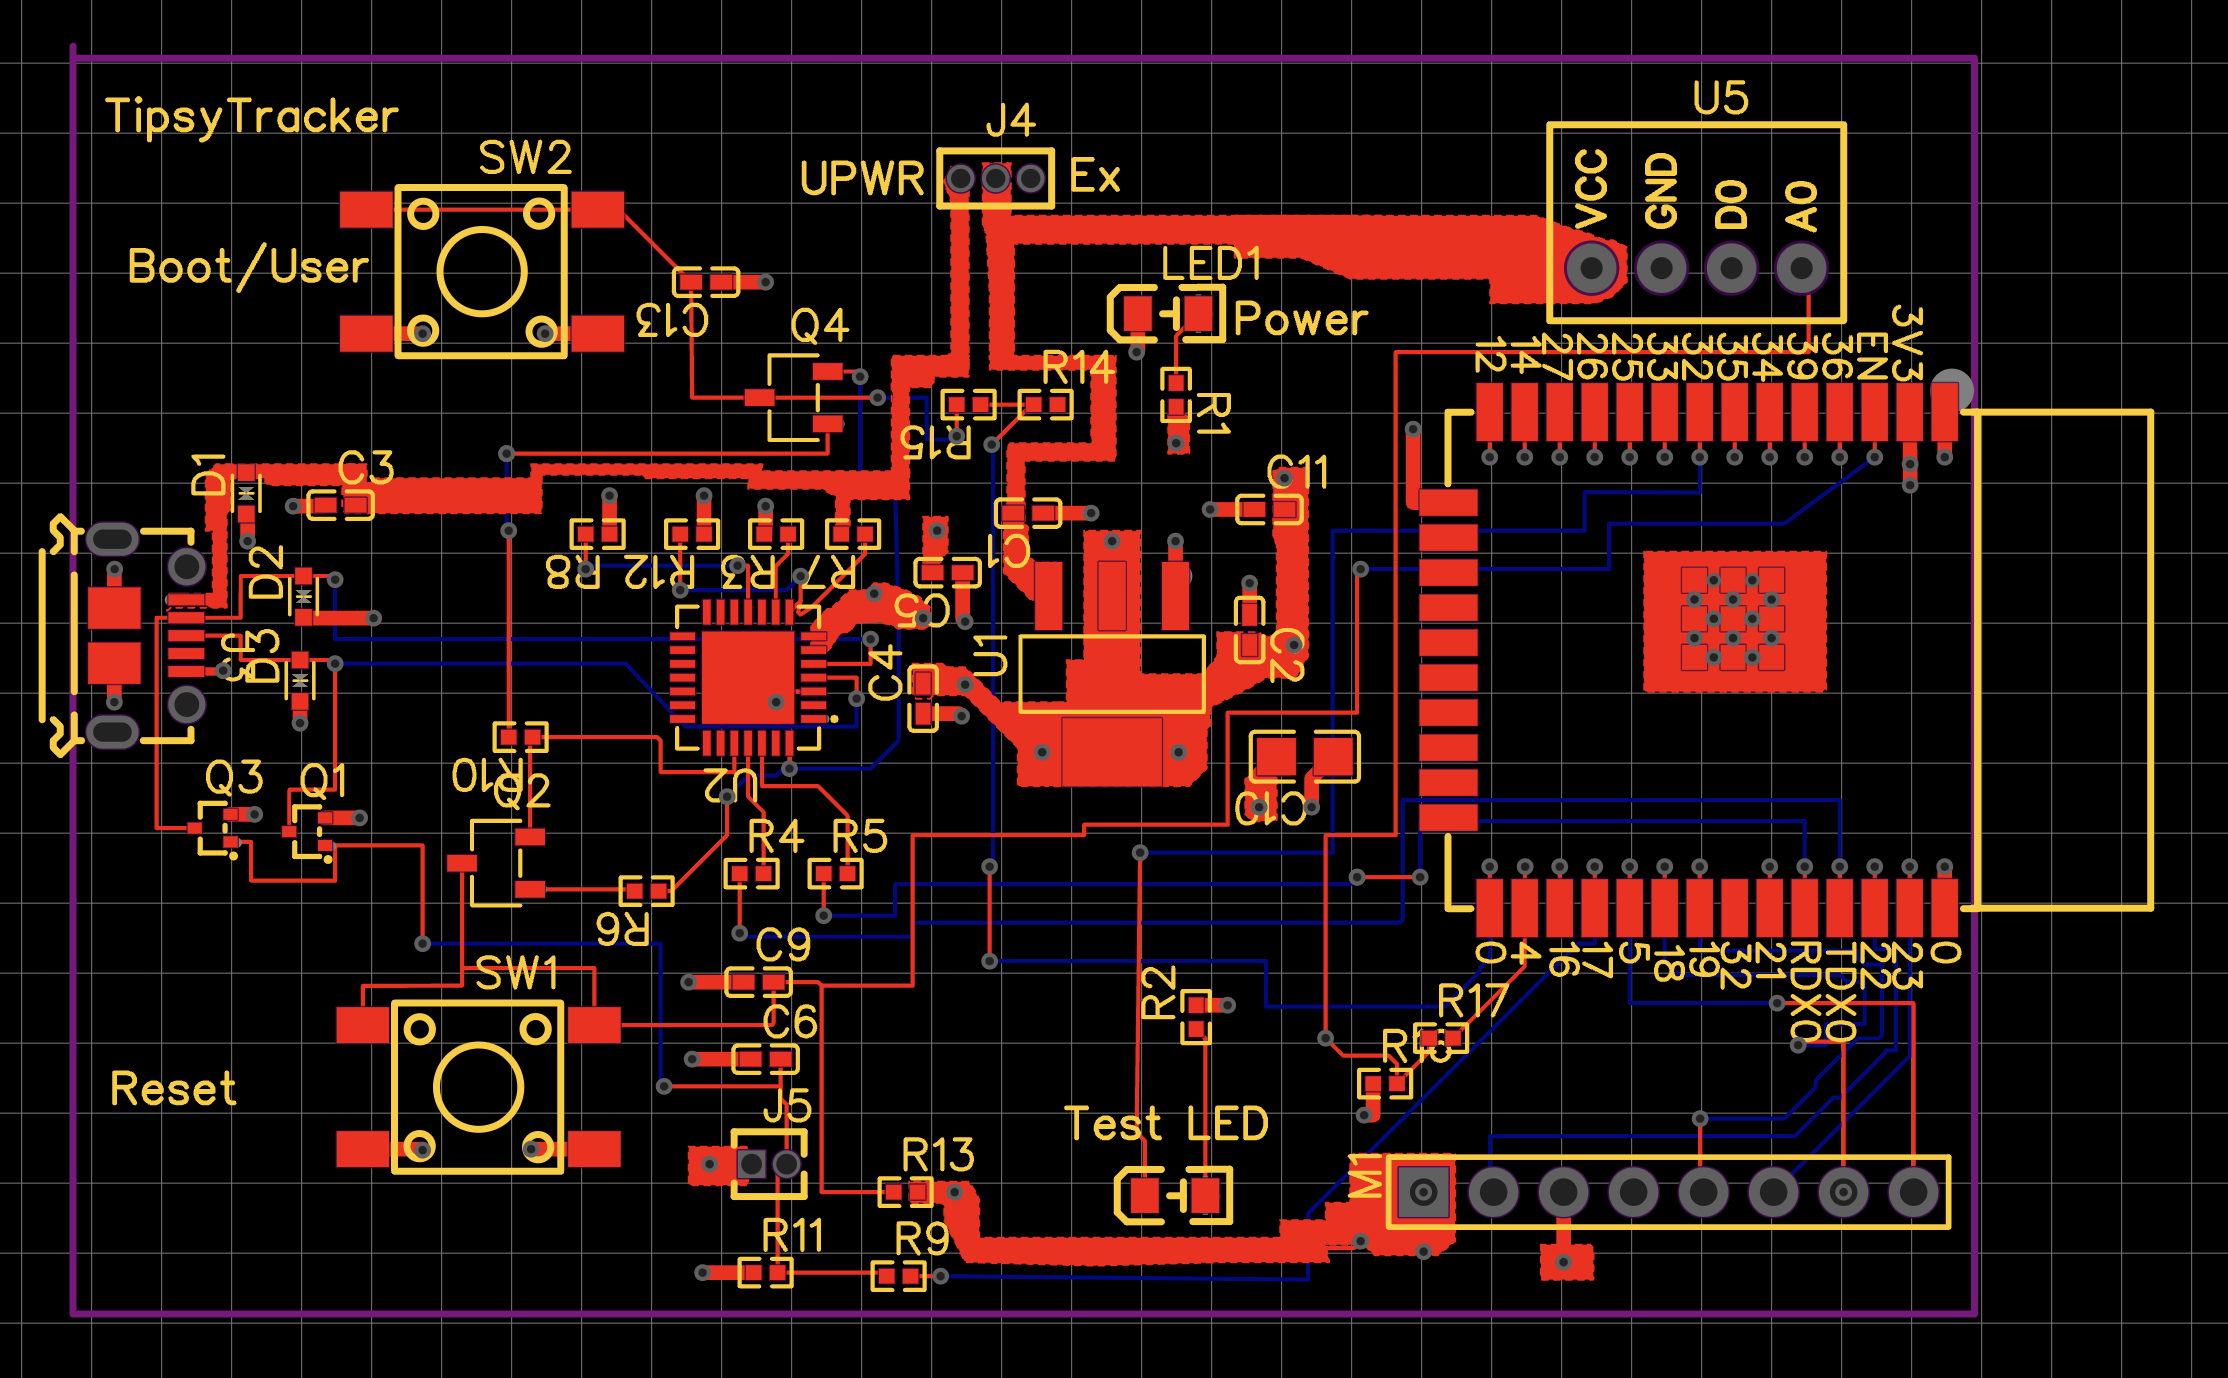 TipsyTracker
SW2
Boot/User
C13
Q4
J4
UPWR
Ex
U5
VCC
GND
DO
AO
LED1
Power
R14
R15
R1
12
14
27
26
25
33
32
35
34
39
36
EN
3V3
D1
C3
C11
C1
R8
R12
R3
R7
C5
D2
D3
U1
C4
C2
U2
Q3
Q1
R10
Q2
C10
R4
R5
R6
C9
SW1
C6
Reset
J5
R2
R17
0
4
16
17
5
18
19
32
21
RDX0
TDX0
22
23
0
Test LED
M1
R13
R11
R9